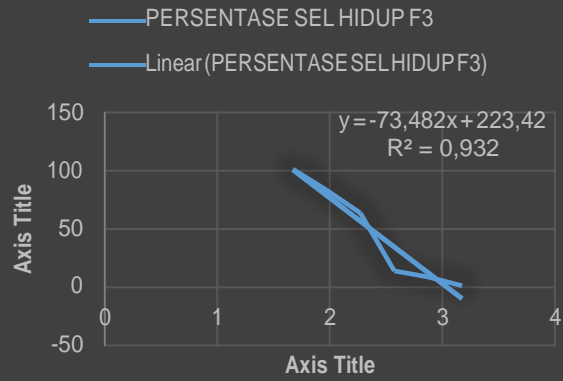 PERSENTASE SEL HIDUP F3
Linear (PERSENTASE SEL HIDUP F3)
y = -73,482x + 223,42
R² = 0,932
150
100
50
0
-50
0 1 2 3 4
Axis Title
Axis Title